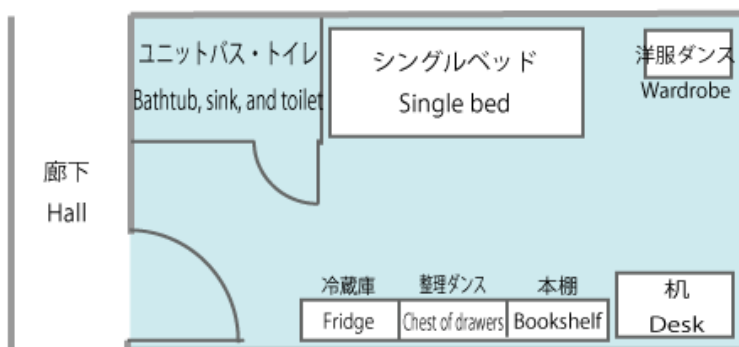 ユニットバス・トイレ
Bathtub, sink, and toilet
シングルベッド
Single bed
洋服ダンス
Wardrobe
廊下
Hall
冷蔵庫
Fridge
整理ダンス
Chest of drawers
本棚
Bookshelf
机
Desk